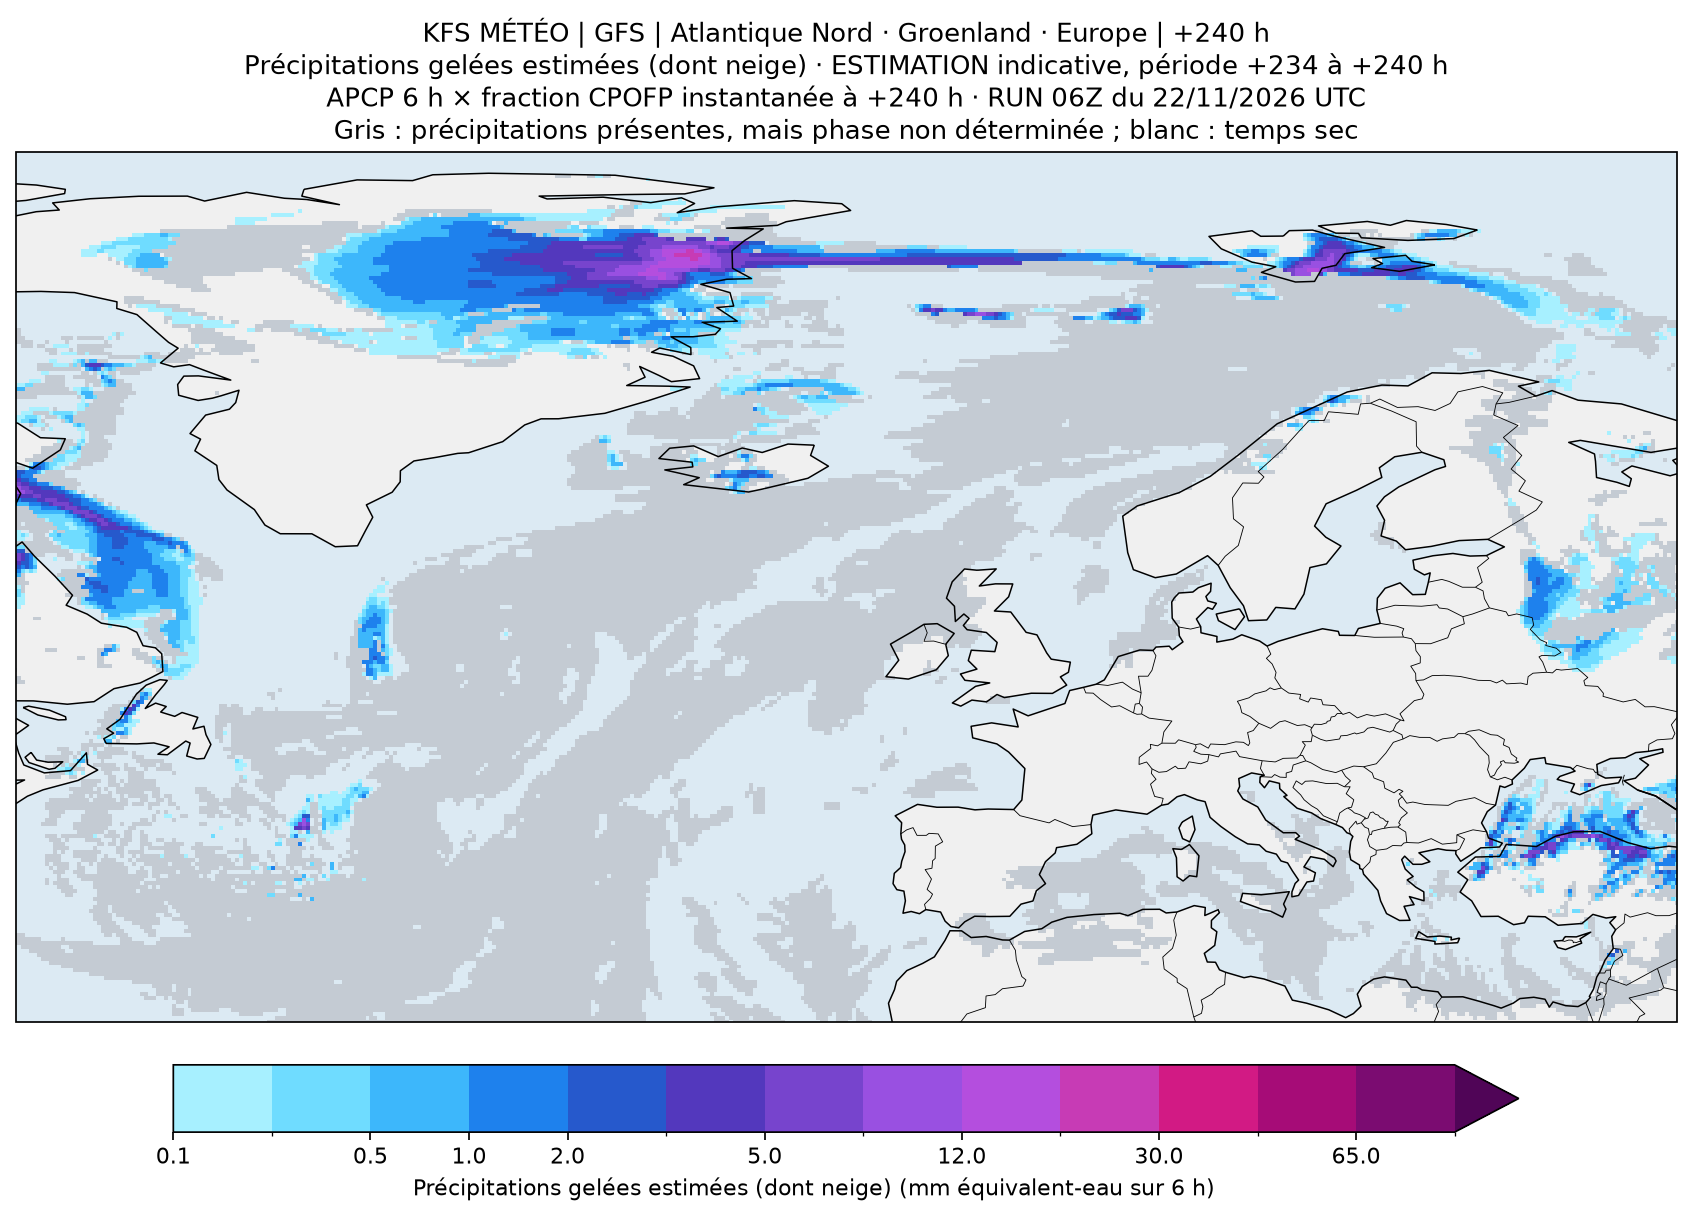 KFS MÉTÉO | GFS | Atlantique Nord · Groenland · Europe | +240 h
Précipitations gelées estimées (dont neige) · ESTIMATION indicative, période +234 à +240 h
APCP 6 h × fraction CPOFP instantanée à +240 h · RUN 06Z du 22/11/2026 UTC
Gris : précipitations présentes, mais phase non déterminée ; blanc : temps sec
0.1 0.5 1.0 2.0 5.0 12.0 30.0 65.0
Précipitations gelées estimées (dont neige) (mm équivalent-eau sur 6 h)